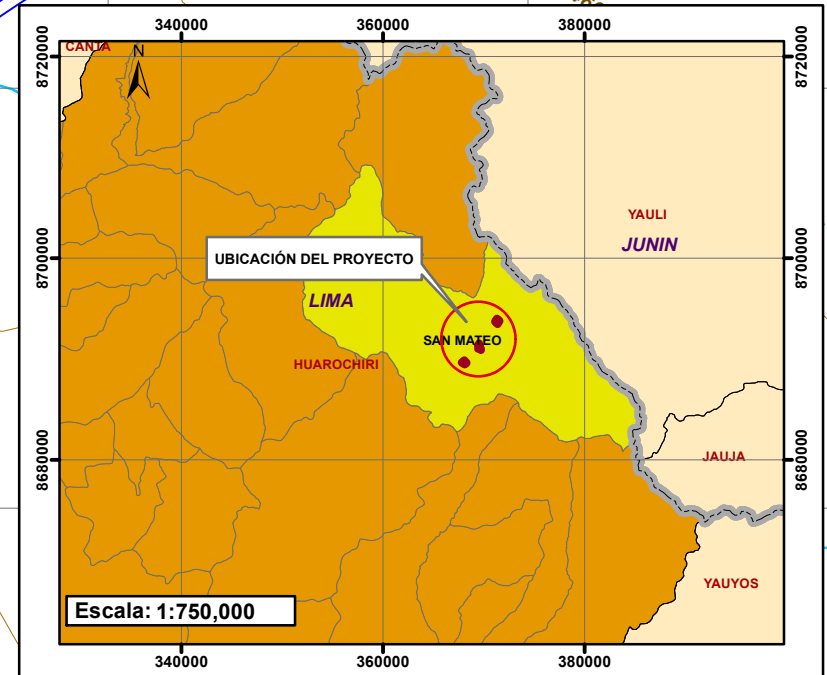 340000 360000 380000
8720000 8720000
CANTA
N
YAULI
JUNIN
UBICACIÓN DEL PROYECTO
8700000 8700000
LIMA
SAN MATEO
HUAROCHIRI
8680000 8680000
JAUJA
YAUYOS
Escala: 1:750,000
340000 360000 380000